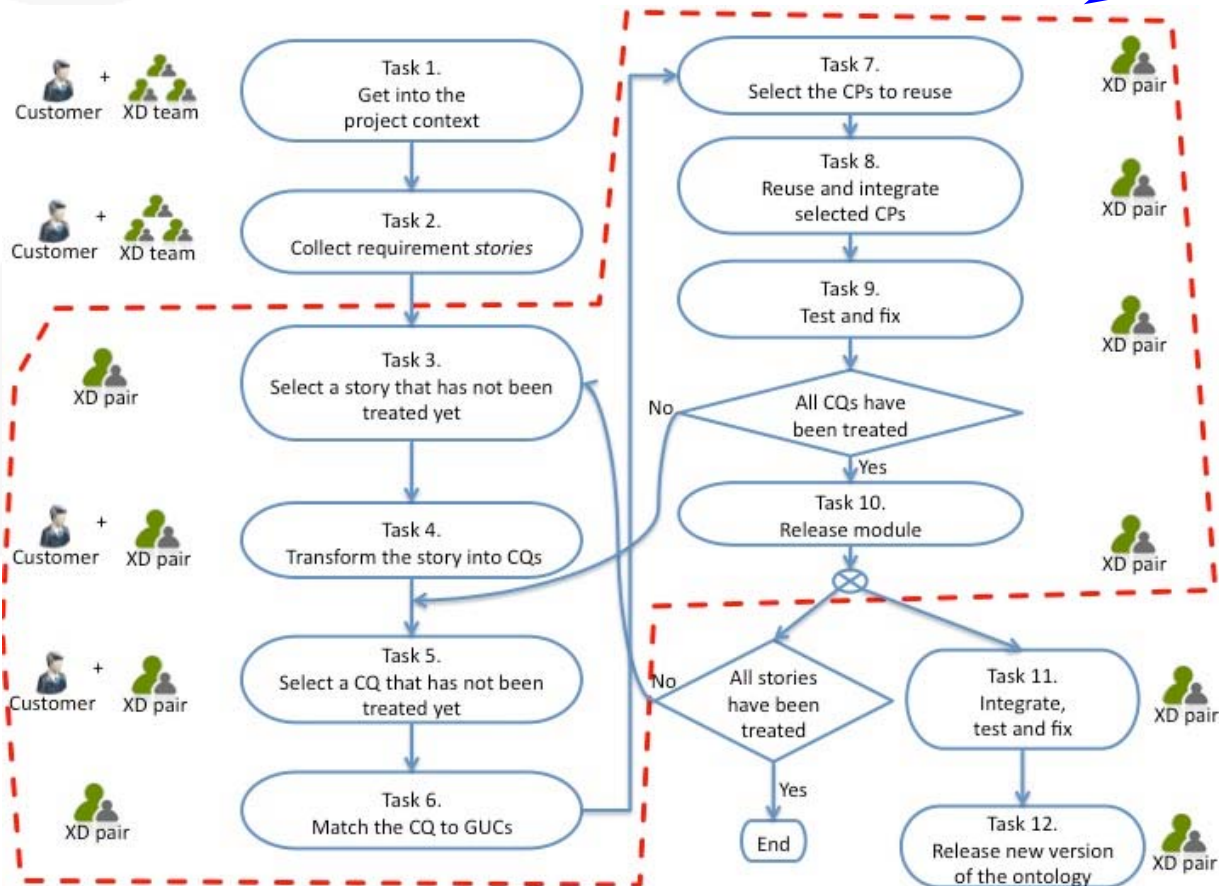 Customer
+
XD team
Task 1.
Get into the
project context
Customer
+
XD team
Task 2.
Collect requirement stories
XD pair
Task 3.
Select a story that has not been
treated yet
Customer
+
XD pair
Task 4.
Transform the story into CQs
Customer
+
XD pair
Task 5.
Select a CQ that has not been
treated yet
XD pair
Task 6.
Match the CQ to GUCs
Task 7.
Select the CPs to reuse
XD pair
Task 8.
Reuse and integrate
selected CPs
XD pair
Task 9.
Test and fix
XD pair
No
All CQs have
been treated
Yes
Task 10.
Release module
XD pair
No
All stories
have been
treated
Yes
End
Task 11.
Integrate,
test and fix
XD pair
Task 12.
Release new version
of the ontology
XD pair